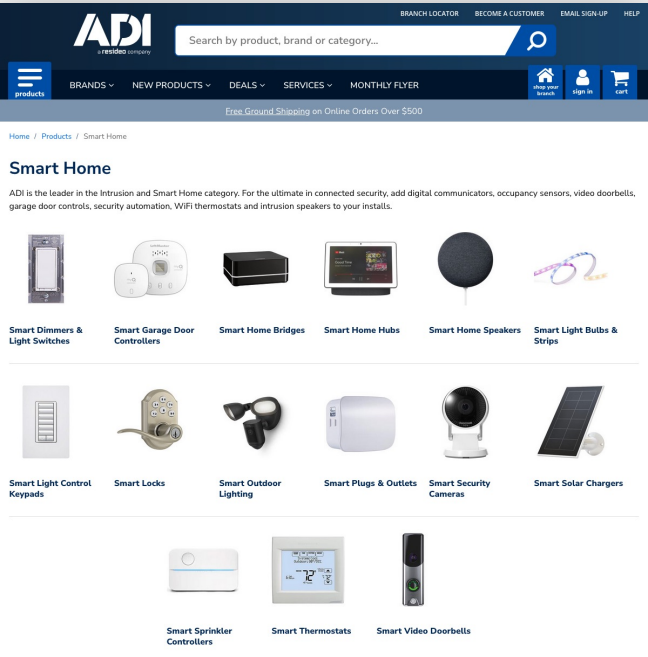 BRANCH LOCATOR BECOME A CUSTOMER EMAIL SIGN-UP HELP
ADI
a resideo company
Search by product, brand or category...
products
BRANDS NEW PRODUCTS DEALS SERVICES MONTHLY FLYER
shop your
branch
sign in
cart
Free Ground Shipping on Online Orders Over $500
Home / Products / Smart Home
Smart Home
ADI is the leader in the Intrusion and Smart Home category. For the ultimate in connected security, add digital communicators, occupancy sensors, video doorbells,
garage door controls, security automation, WiFi thermostats and intrusion speakers to your installs.
Smart Dimmers &
Light Switches
Smart Garage Door
Controllers
Smart Home Bridges
Smart Home Hubs
Smart Home Speakers
Smart Light Bulbs &
Strips
Smart Light Control
Keypads
Smart Locks
Smart Outdoor
Lighting
Smart Plugs & Outlets
Smart Security
Cameras
Smart Solar Chargers
72
Smart Sprinkler
Controllers
Smart Thermostats
Smart Video Doorbells